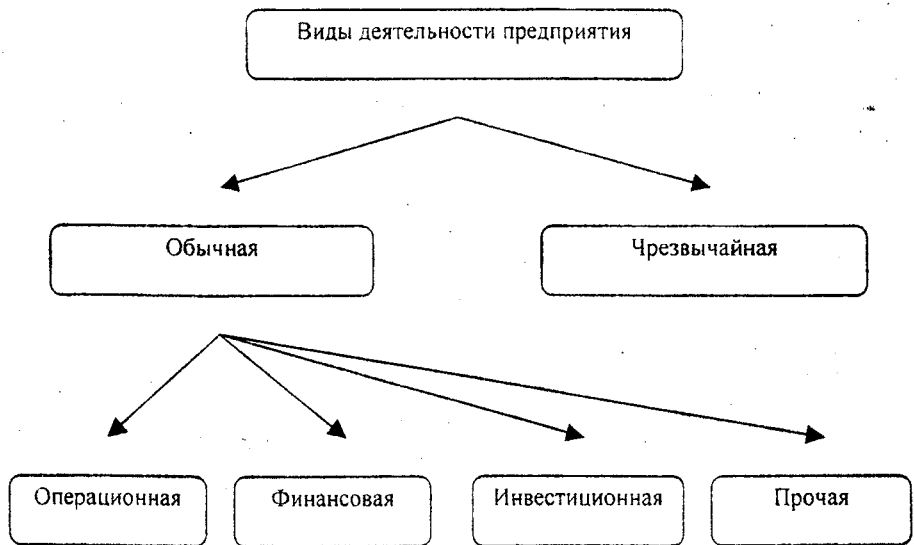 Виды деятельности предприятия
Обычная
Чрезвычайная
Операционная
Финансовая
Инвестиционная
Прочая